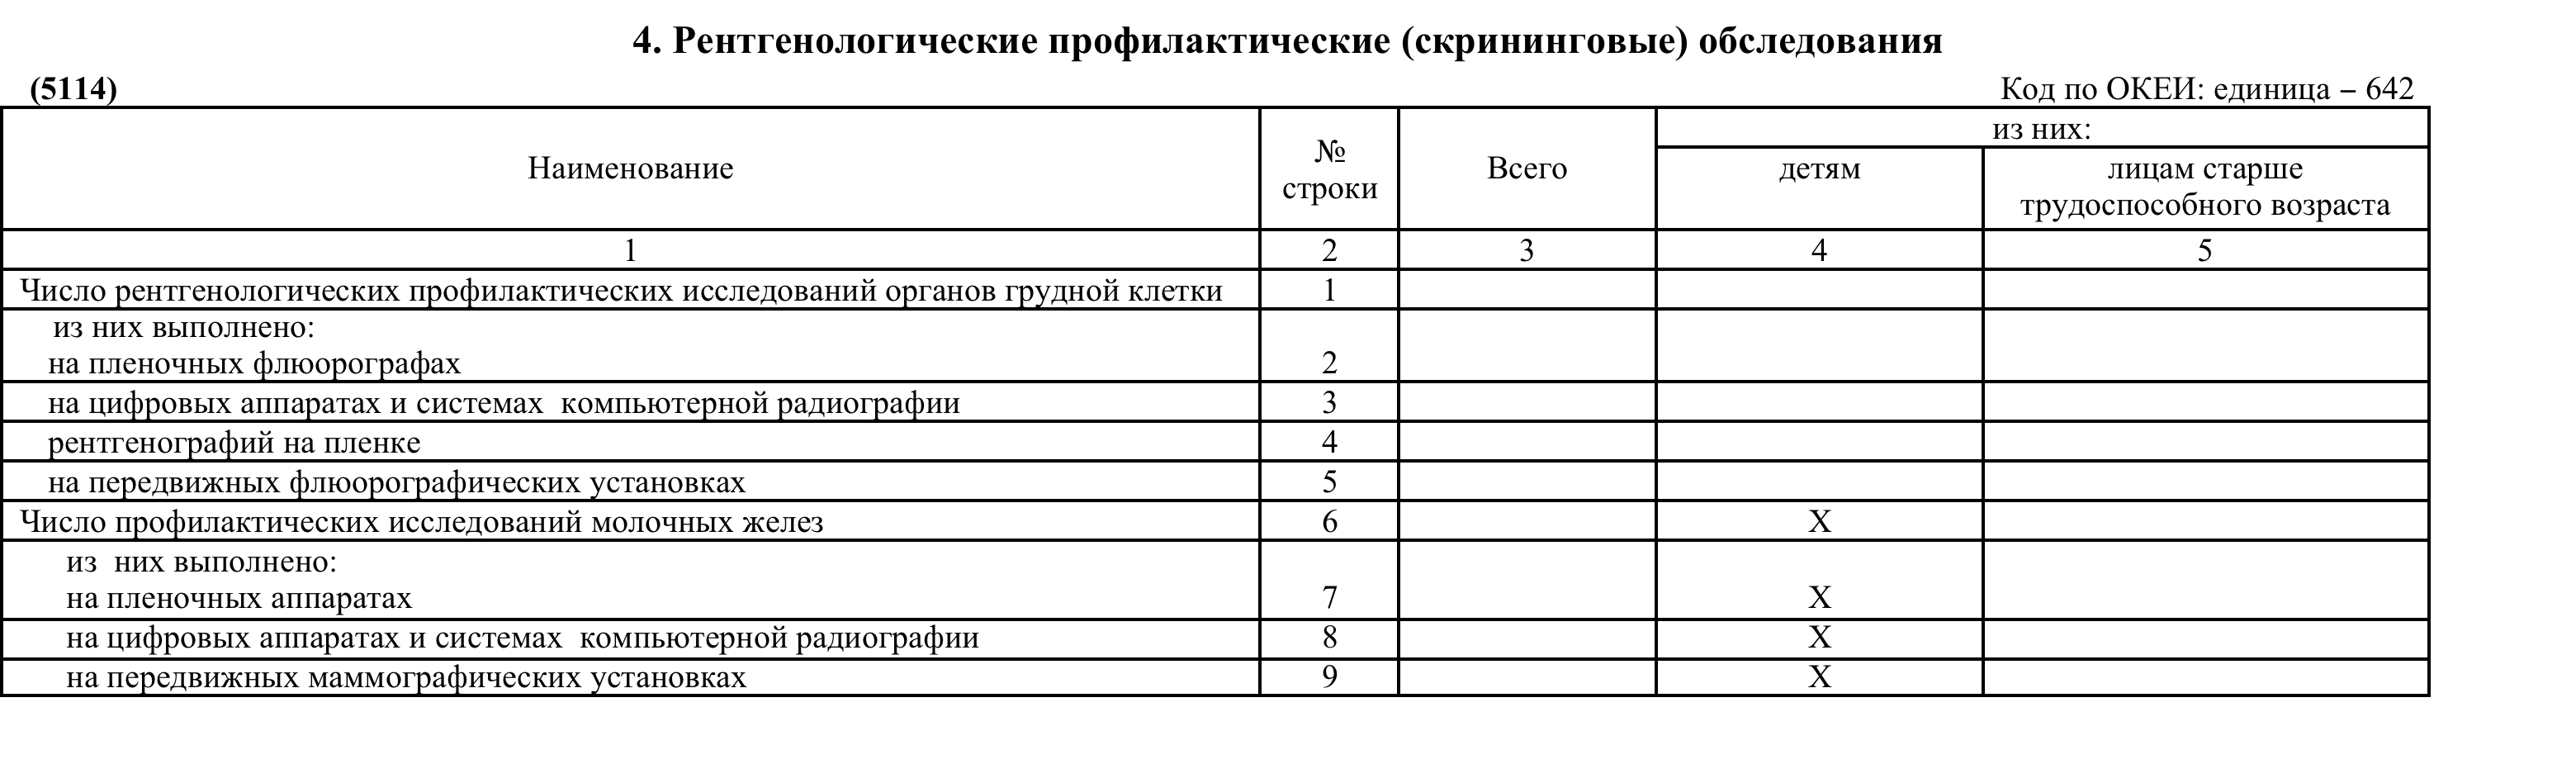 4. Рентгенологические профилактические (скрининговые) обследования
(5114)
Код по ОКЕИ: единица – 642
Наименование
№
строки
Всего
из них:
детям
лицам старше
трудоспособного возраста
1 2 3 4 5
Число рентгенологических профилактических исследований органов грудной клетки 1
из них выполнено:
на пленочных флюорографах 2
на цифровых аппаратах и системах компьютерной радиографии 3
рентгенографий на пленке 4
на передвижных флюорографических установках 5
Число профилактических исследований молочных желез 6 X
из них выполнено:
на пленочных аппаратах 7 X
на цифровых аппаратах и системах компьютерной радиографии 8 X
на передвижных маммографических установках 9 X